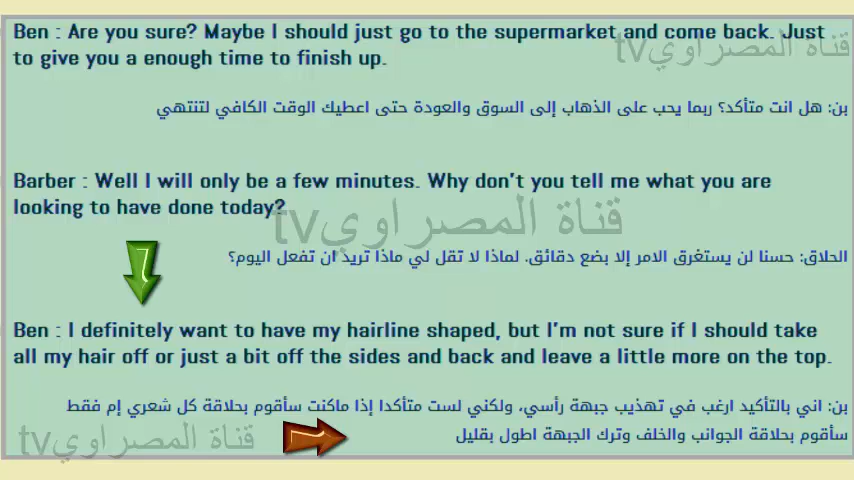 Ben : Are you sure? Maybe I should just go to the supermarket and come back. Just
to give you a enough time to finish up.
قناة المصراوي tv
بن: هل انت متأكد؟ ربما يحب على الذهاب إلى السوق والعودة حتى اعطيك الوقت الكافي لتنتهي
Barber : Well I will only be a few minutes. Why don't you tell me what you are
looking to have done today?
قناة المصراوي tv
الحلاق: حسنا لن يستغرق الامر إلا بضع دقائق. لماذا لا تقل لي ماذا تريد ان تفعل اليوم؟
Ben : I definitely want to have my hairline shaped, but I'm not sure if I should take
all my hair off or just a bit off the sides and back and leave a little more on the top.
بن: اني بالتأكيد ارغب في تهذيب جبهة رأسي، ولكني لست متأكدا إذا ماكنت سأقوم بحلاقة كل شعري إم فقط
سأقوم بحلاقة الجوانب والخلف وترك الجبهة اطول بقليل
قناة المصراوي tv